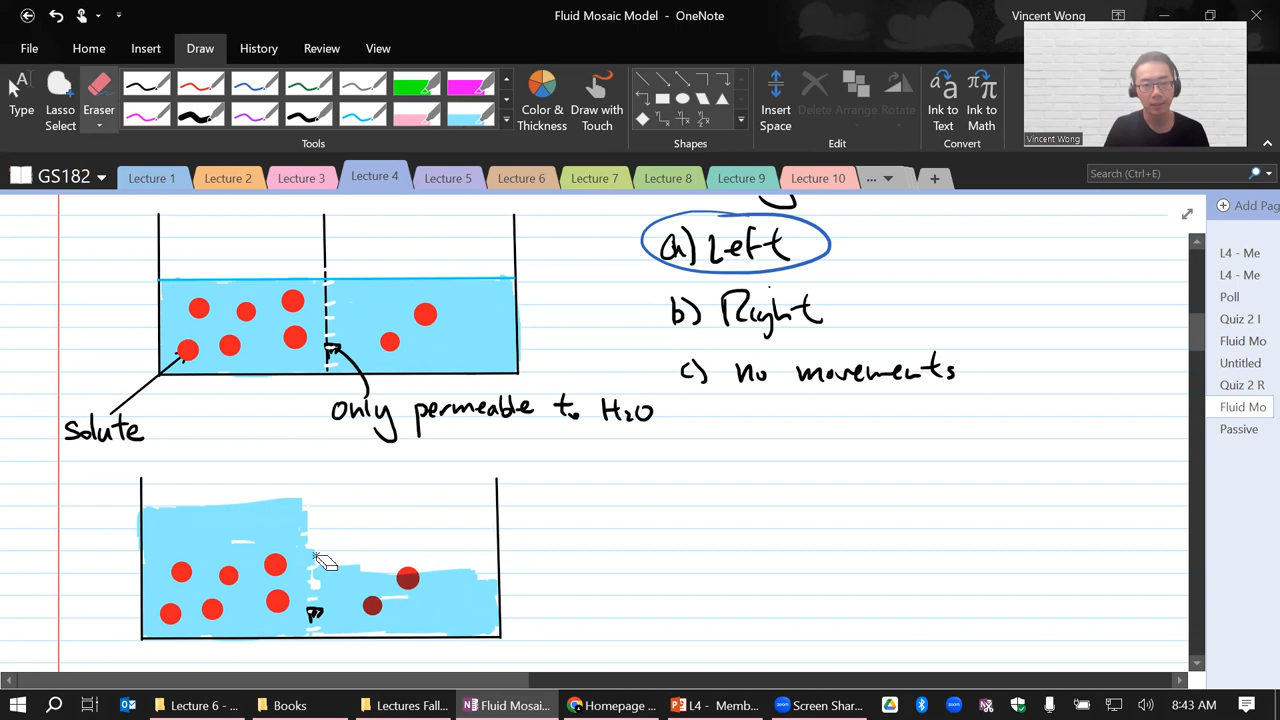 Fluid Mosaic Model - OneNote
Vincent Wong
File Home Insert Draw History Review View
Type
Lasso Select
Eraser
Color & Thickness
Draw with Touch
Insert Space
Delete Arrange Rotate
Ink to Text
Ink to Math
Tools
Shapes
Edit
Convert
Vincent Wong
GS182
Lecture 1 Lecture 2 Lecture 3 Lecture 4 Lecture 5 Lecture 6 Lecture 7 Lecture 8 Lecture 9 Lecture 10 ...
Search (Ctrl+E)
Add Pag
L4 - Me
L4 - Me
Poll
Quiz 2 I
Fluid Mo
Untitled
Quiz 2 R
Fluid Mo
Passive
a) Left
b) Right
c) no movements
Solute
only permeable to H2O
Lecture 6 - ...
Books
Lectures Fall...
Fluid Mosai...
Homepage ...
L4 - Memb...
Screen Shar...
8:43 AM